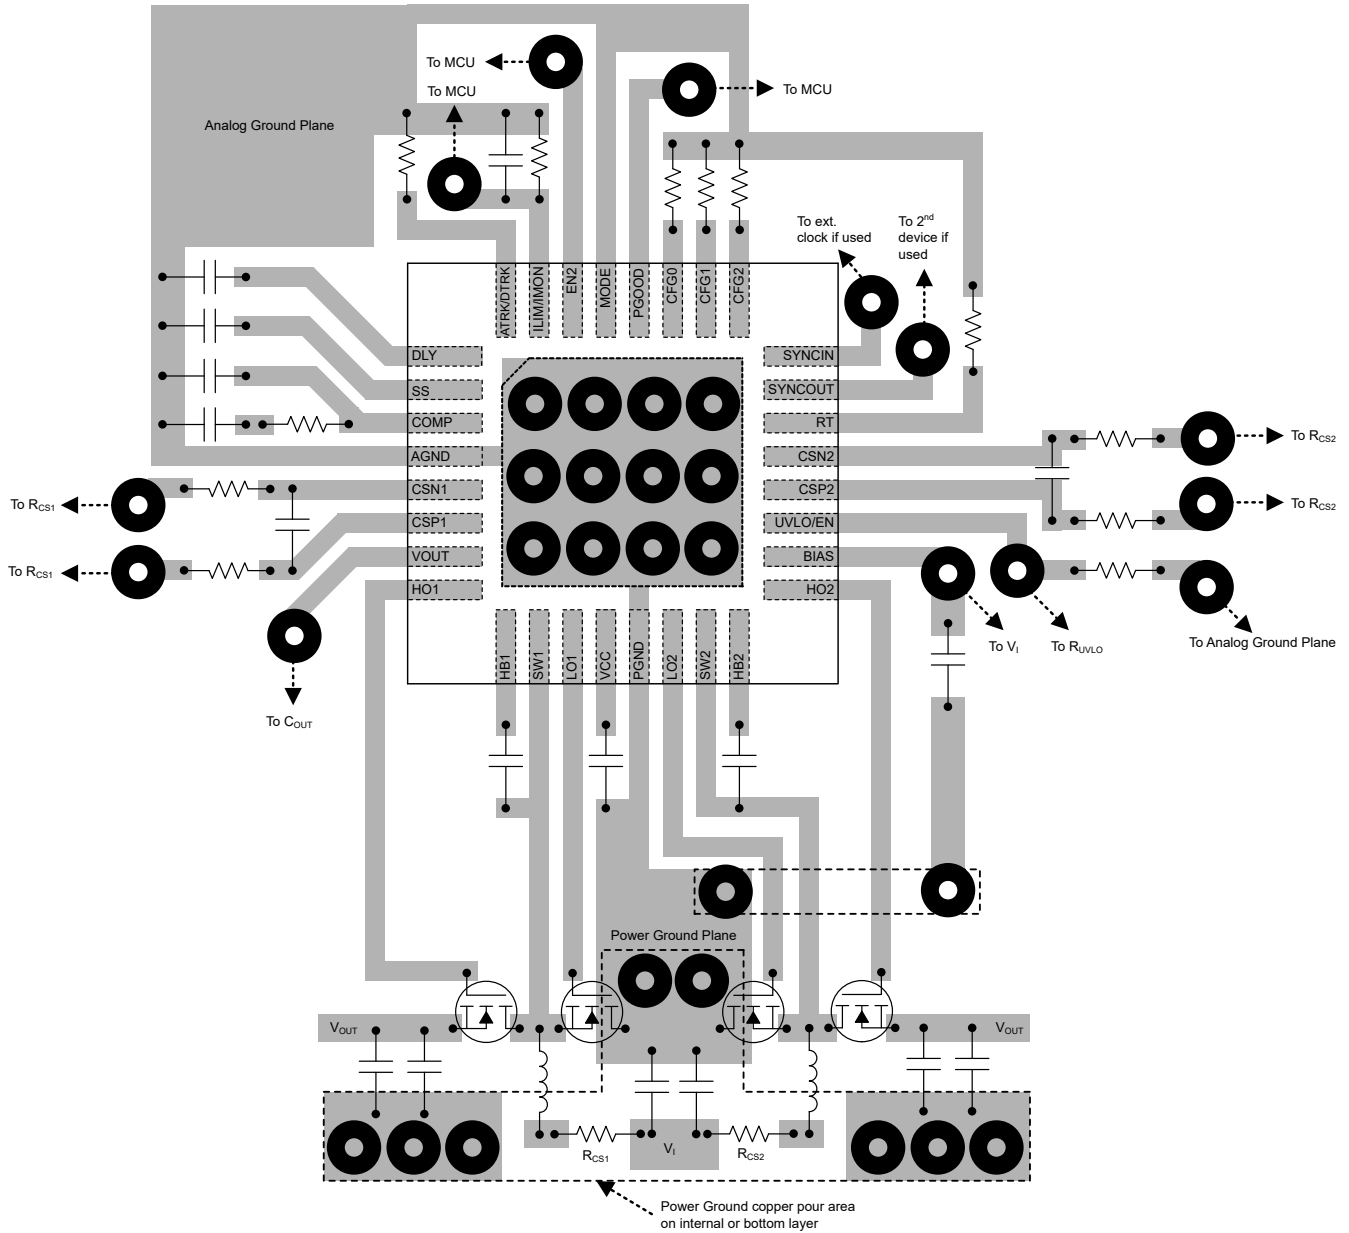 To MCU
To MCU
To MCU
Analog Ground Plane
To ext.
clock if used
To 2nd
device if
used
ATRK/DTRK
ILIM/IMON
EN2
MODE
PGOOD
CFG0
CFG1
CFG2
DLY
SS
COMP
AGND
CSN1
CSP1
VOUT
HO1
SYNCIN
SYNCOUT
RT
CSN2
CSP2
UVLO/EN
BIAS
HO2
HB1
SW1
LO1
VCC
PGND
LO2
SW2
HB2
To RCS1
To RCS1
To RCS2
To RCS2
To VI
To RUVLO
To Analog Ground Plane
To COUT
Power Ground Plane
VOUT
VOUT
RCS1
VI
RCS2
Power Ground copper pour area
on internal or bottom layer